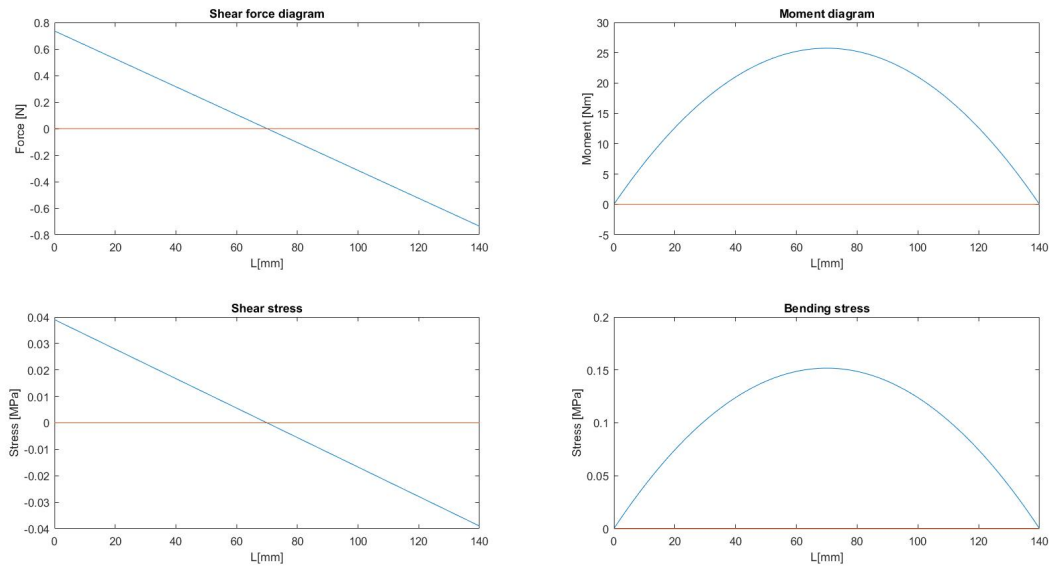 Shear force diagram
0.8
0.6
0.4
0.2
0
-0.2
-0.4
-0.6
-0.8
Force [N]
0 20 40 60 80 100 120 140
L[mm]
Moment diagram
30
25
20
15
10
5
0
-5
Moment [Nm]
0 20 40 60 80 100 120 140
L[mm]
Shear stress
0.04
0.03
0.02
0.01
0
-0.01
-0.02
-0.03
-0.04
Stress [MPa]
0 20 40 60 80 100 120 140
L[mm]
Bending stress
0.2
0.15
0.1
0.05
0
Stress [MPa]
0 20 40 60 80 100 120 140
L[mm]